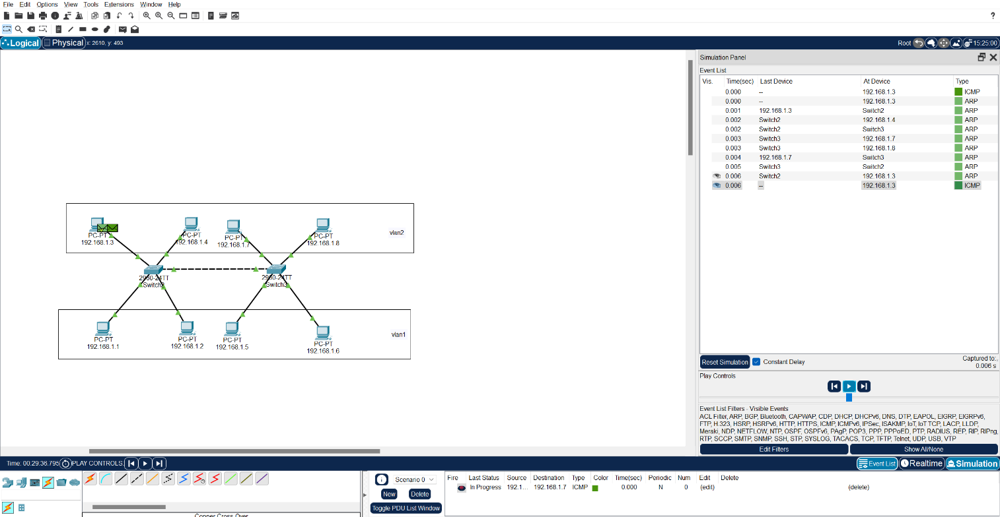 File Edit Options View Tools Extensions Window Help
?
Logical Physical x: 2610, y: 493 Root 15:25:00
Simulation Panel
Event List
Vis. Time(sec) Last Device At Device Type
0.000 -- 192.168.1.3 ICMP
0.000 -- 192.168.1.3 ARP
0.001 192.168.1.3 Switch2 ARP
0.002 Switch2 192.168.1.4 ARP
0.002 Switch2 Switch3 ARP
0.003 Switch3 192.168.1.7 ARP
0.003 Switch3 192.168.1.8 ARP
0.004 192.168.1.7 Switch3 ARP
0.005 Switch3 Switch2 ARP
0.006 Switch2 192.168.1.3 ARP
0.006 -- 192.168.1.3 ICMP
PC-PT
192.168.1.3
PC-PT
192.168.1.4
PC-PT
192.168.1.7
PC-PT
192.168.1.8
vlan2
2960-24TT
Switch2
2960-24TT
Switch3
PC-PT
192.168.1.1
PC-PT
192.168.1.2
PC-PT
192.168.1.5
PC-PT
192.168.1.6
vlan1
Reset Simulation Constant Delay
Captured to:
0.006 s
Play Controls
Event List Filters - Visible Events
ACL Filter, ARP, BGP, Bluetooth, CAPWAP, CDP, DHCP, DHCPv6, DNS, DTP, EAPOL, EIGRP, EIGRPv6,
FTP, H.323, HSRP, HSRPv6, HTTP, HTTPS, ICMP, ICMPv6, IPSec, ISAKMP, IoT, IoT TCP, LACP, LLDP,
Meraki, NDP, NETFLOW, NTP, OSPF, OSPFv6, PAgP, POP3, PPP, PPPoED, PTP, RADIUS, REP, RIP, RIPng,
RTP, SCCP, SMTP, SNMP, SSH, STP, SYSLOG, TACACS, TCP, TFTP, Telnet, UDP, USB, VTP
Edit Filters Show All/None
Time: 00:29:36.795 PLAY CONTROLS: Event List Realtime Simulation
Scenario 0
New Delete
Toggle PDU List Window
Fire Last Status Source Destination Type Color Time(sec) Periodic Num Edit Delete
In Progress 192.1... 192.168.1.7 ICMP 0.000 N 0 (edit) (delete)
Copper Cross-Over